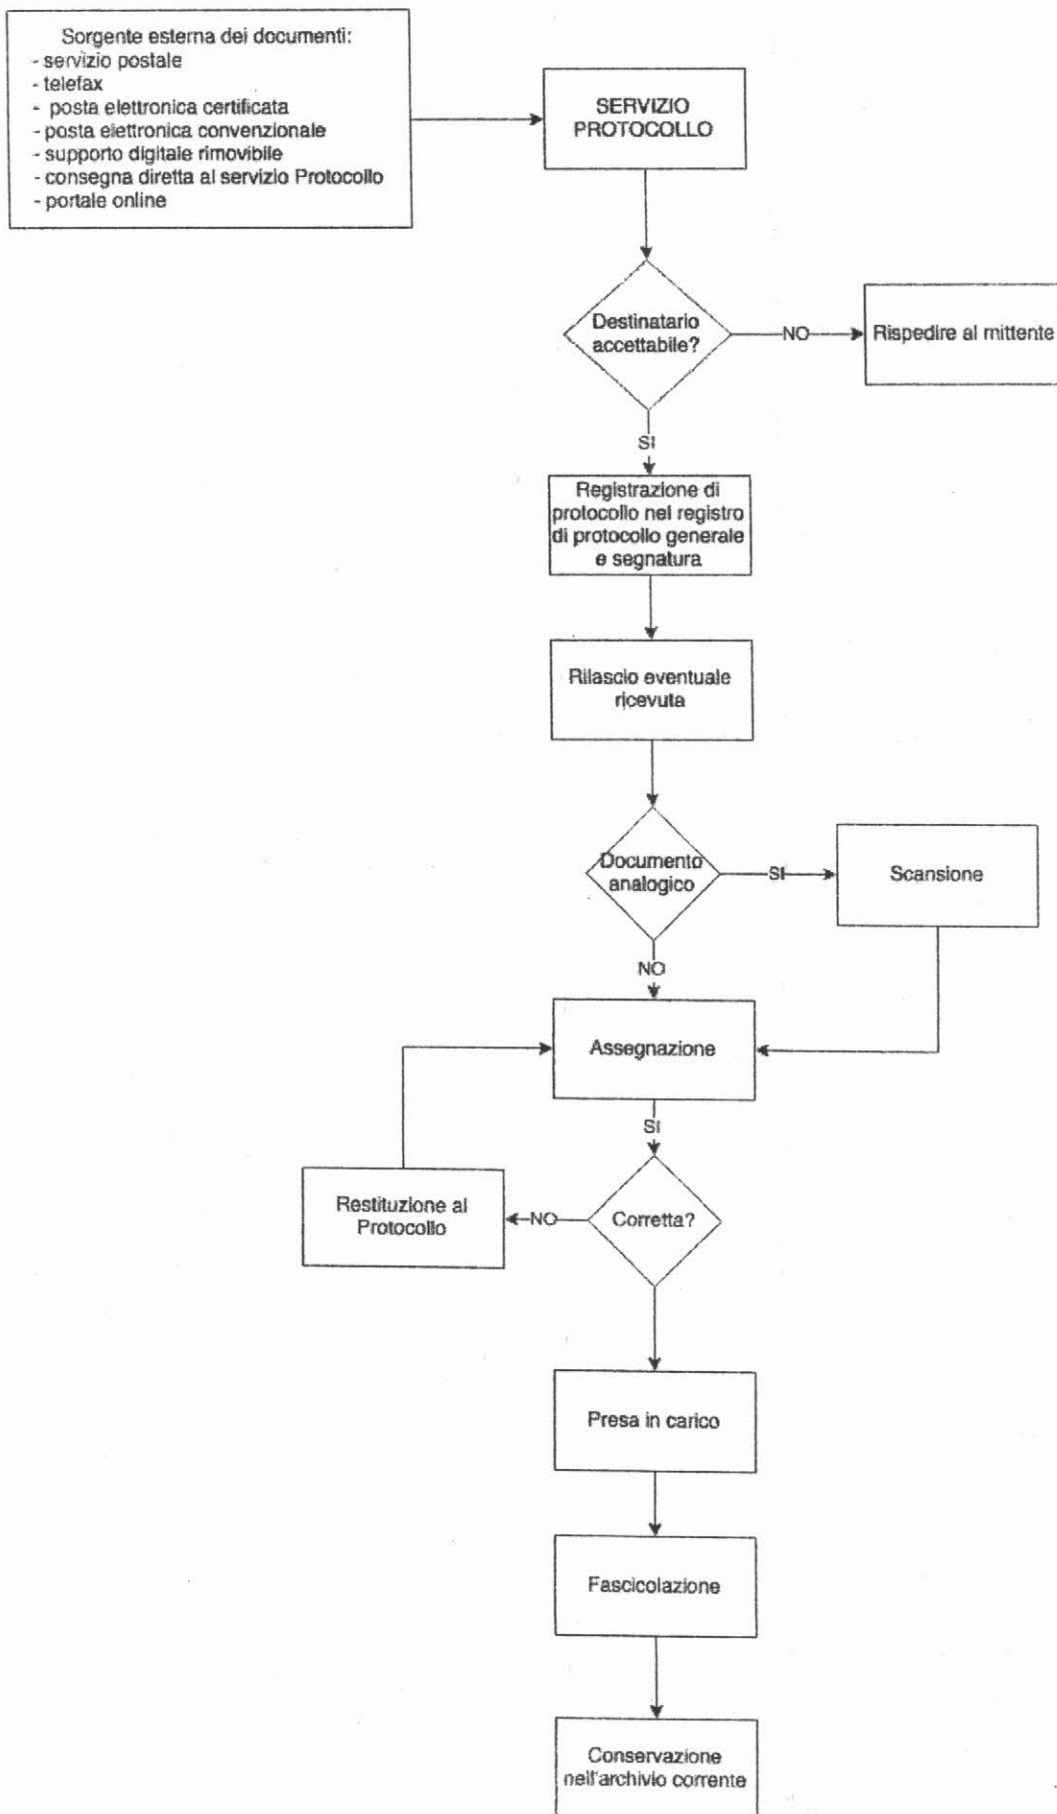 Sorgente esterna dei documenti:
- servizio postale
- telefax
- posta elettronica certificata
- posta elettronica convenzionale
- supporto digitale rimovibile
- consegna diretta al servizio Protocollo
- portale online
SERVIZIO
PROTOCOLLO
Destinatario
accettabile?
NO
Rispedire al mittente
SI
Registrazione di
protocollo nel registro
di protocollo generale
e segnatura
Rilascio eventuale
ricevuta
Documento
analogico
SI
Scansione
NO
Assegnazione
SI
Corretta?
NO
Restituzione al
Protocollo
Presa in carico
Fascicolazione
Conservazione
nell'archivio corrente